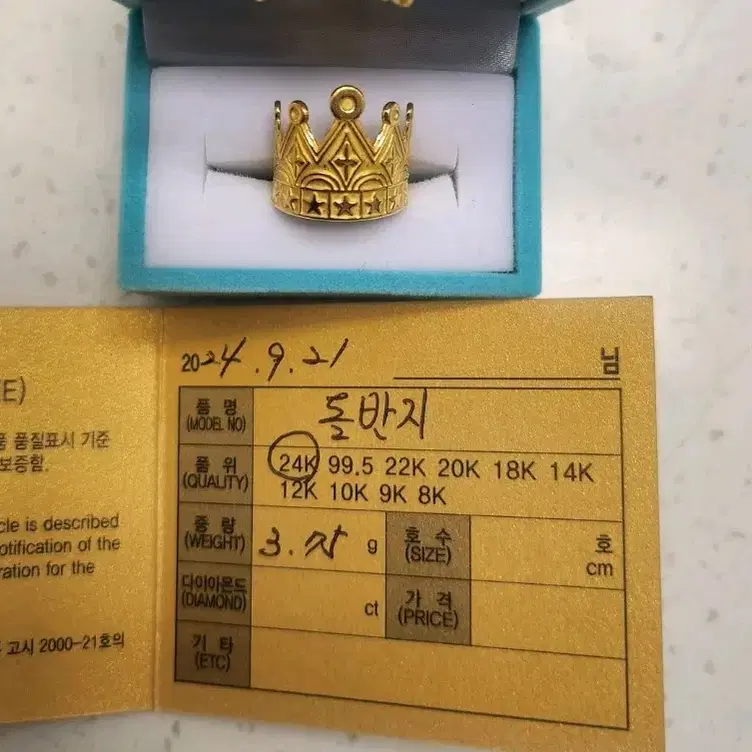 E)
품 품질표시 기준
보증함.
cle is described
otification of the
ration for the
고시 2000-21호의
2024.9.21 님
품 명 돌반지
(MODEL NO)
품 위 24K 99.5 22K 20K 18K 14K
(QUALITY) 12K 10K 9K 8K
중 량 3.75 g 호 수 호
(WEIGHT) (SIZE) cm
다이아몬드 ct 가 격
(DIAMOND) (PRICE)
기 타
(ETC)